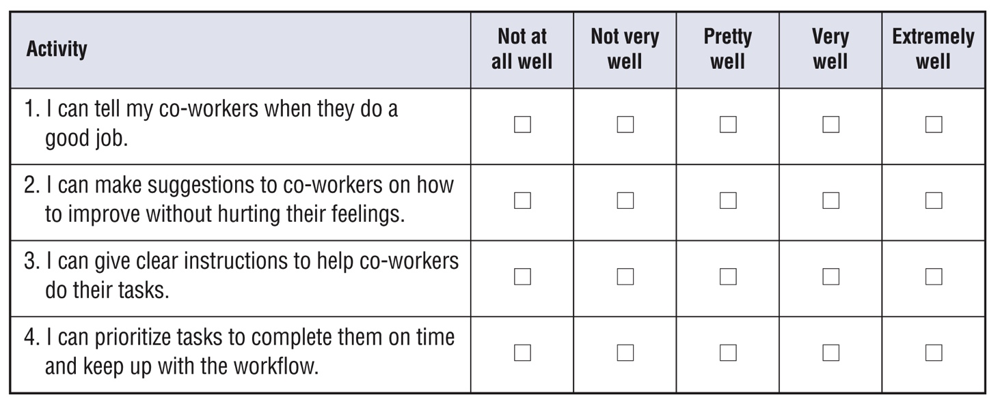 Activity
Not at
all well
Not very
well
Pretty
well
Very
well
Extremely
well
1. I can tell my co-workers when they do a
good job.
2. I can make suggestions to co-workers on how
to improve without hurting their feelings.
3. I can give clear instructions to help co-workers
do their tasks.
4. I can prioritize tasks to complete them on time
and keep up with the workflow.